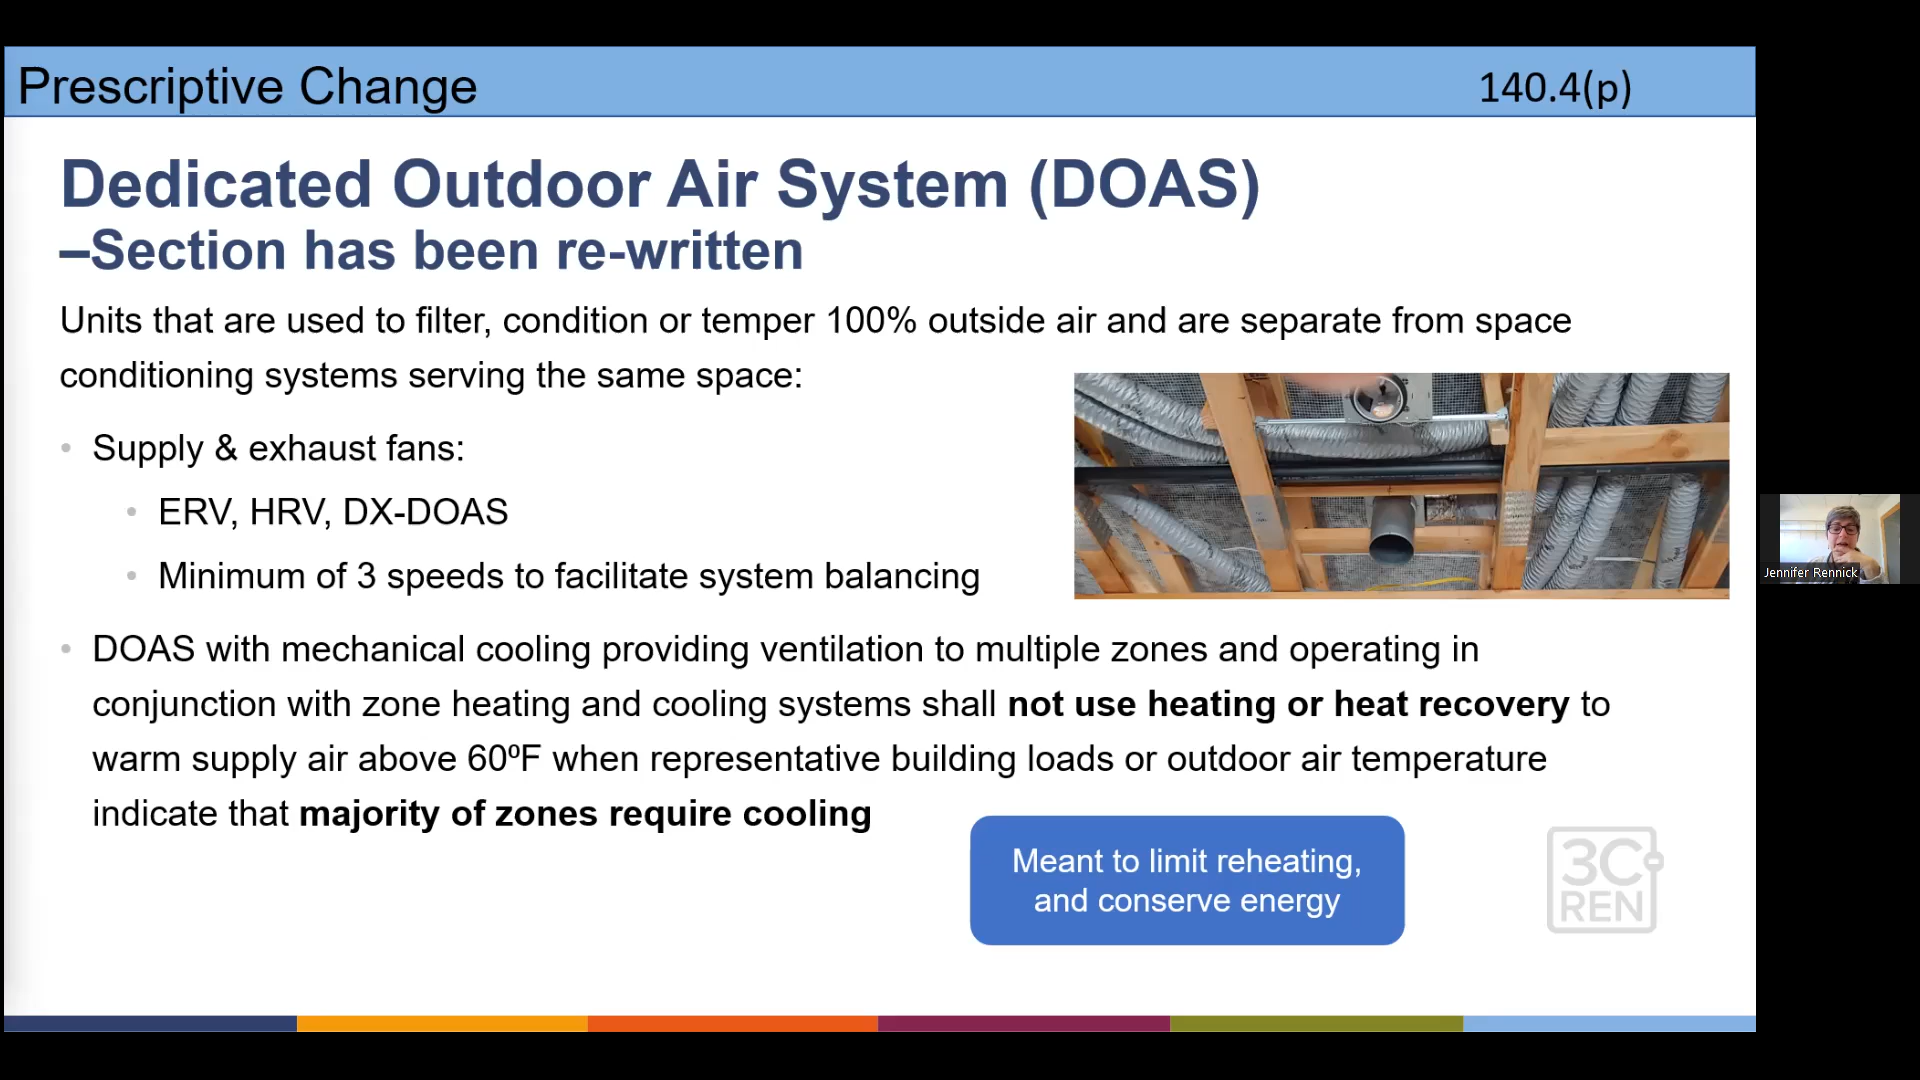 Prescriptive Change
140.4(p)
Dedicated Outdoor Air System (DOAS)
–Section has been re-written
Units that are used to filter, condition or temper 100% outside air and are separate from space
conditioning systems serving the same space:
• Supply & exhaust fans:
• ERV, HRV, DX-DOAS
• Minimum of 3 speeds to facilitate system balancing
• DOAS with mechanical cooling providing ventilation to multiple zones and operating in
conjunction with zone heating and cooling systems shall not use heating or heat recovery to
warm supply air above 60ºF when representative building loads or outdoor air temperature
indicate that majority of zones require cooling
Meant to limit reheating,
and conserve energy
3C
REN
Jennifer Rennick